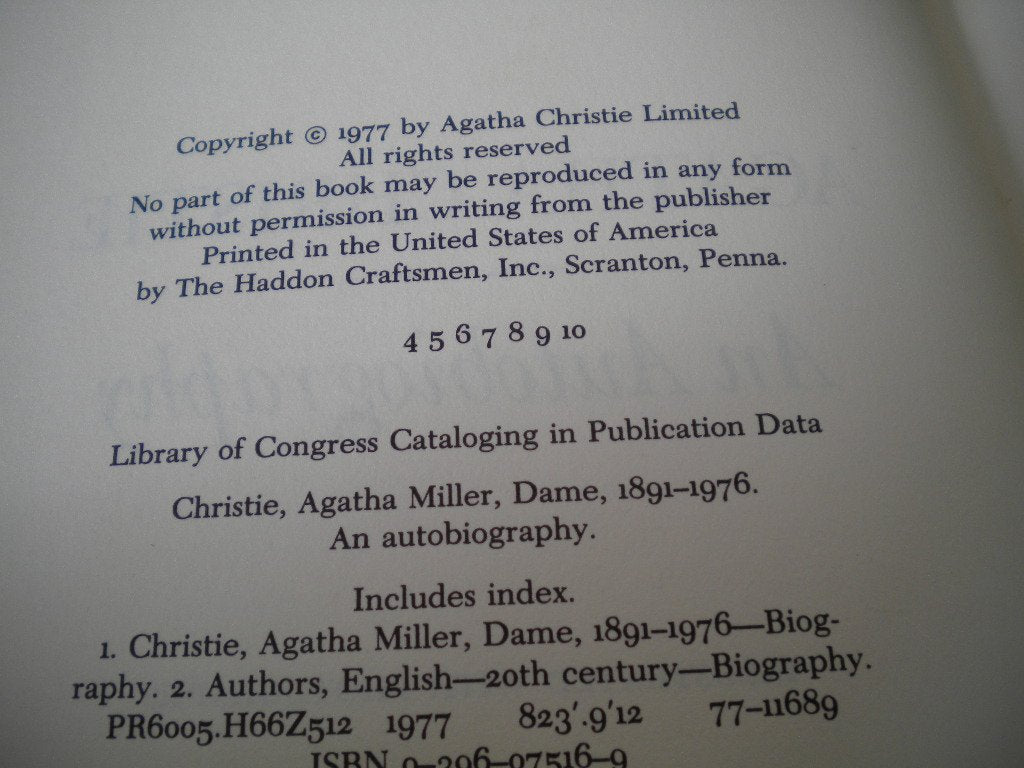 Copyright © 1977 by Agatha Christie Limited
All rights reserved
No part of this book may be reproduced in any form
without permission in writing from the publisher
Printed in the United States of America
by The Haddon Craftsmen, Inc., Scranton, Penna.
4 5 6 7 8 9 10
Library of Congress Cataloging in Publication Data
Christie, Agatha Miller, Dame, 1891–1976.
An autobiography.
Includes index.
1. Christie, Agatha Miller, Dame, 1891–1976—Biog-
raphy. 2. Authors, English—20th century—Biography.
PR6005.H66Z512 1977 823'.9'12 77–11689
ISBN